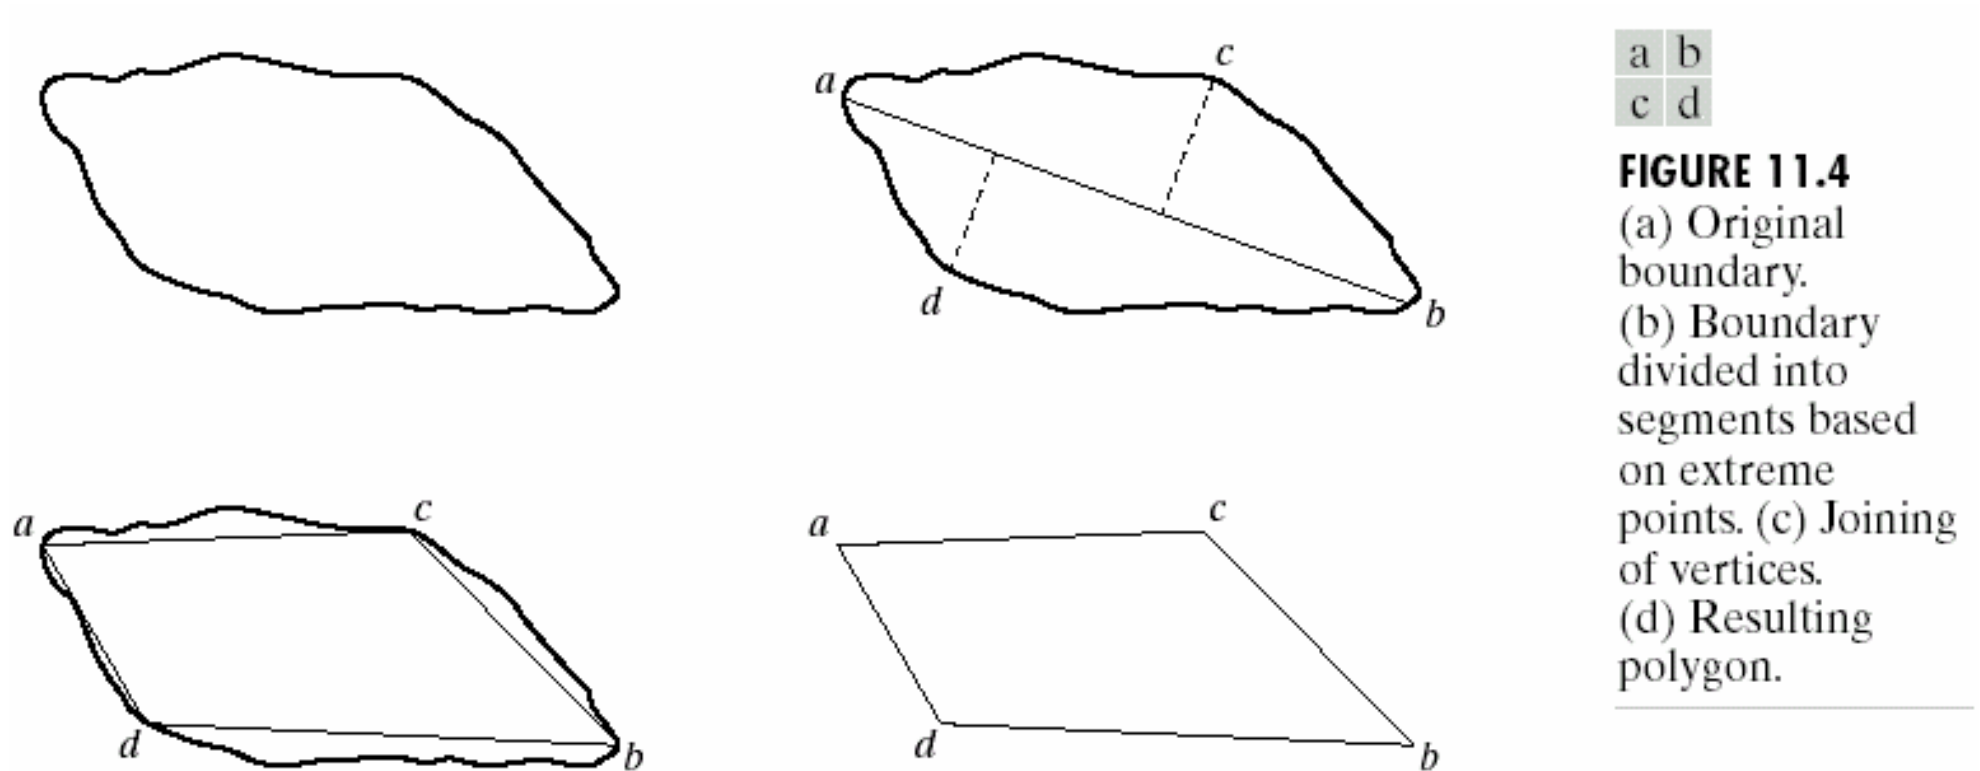 c
a
d
b
a
c
d
b
a
c
d
b
a b
c d
FIGURE 11.4
(a) Original
boundary.
(b) Boundary
divided into
segments based
on extreme
points. (c) Joining
of vertices.
(d) Resulting
polygon.